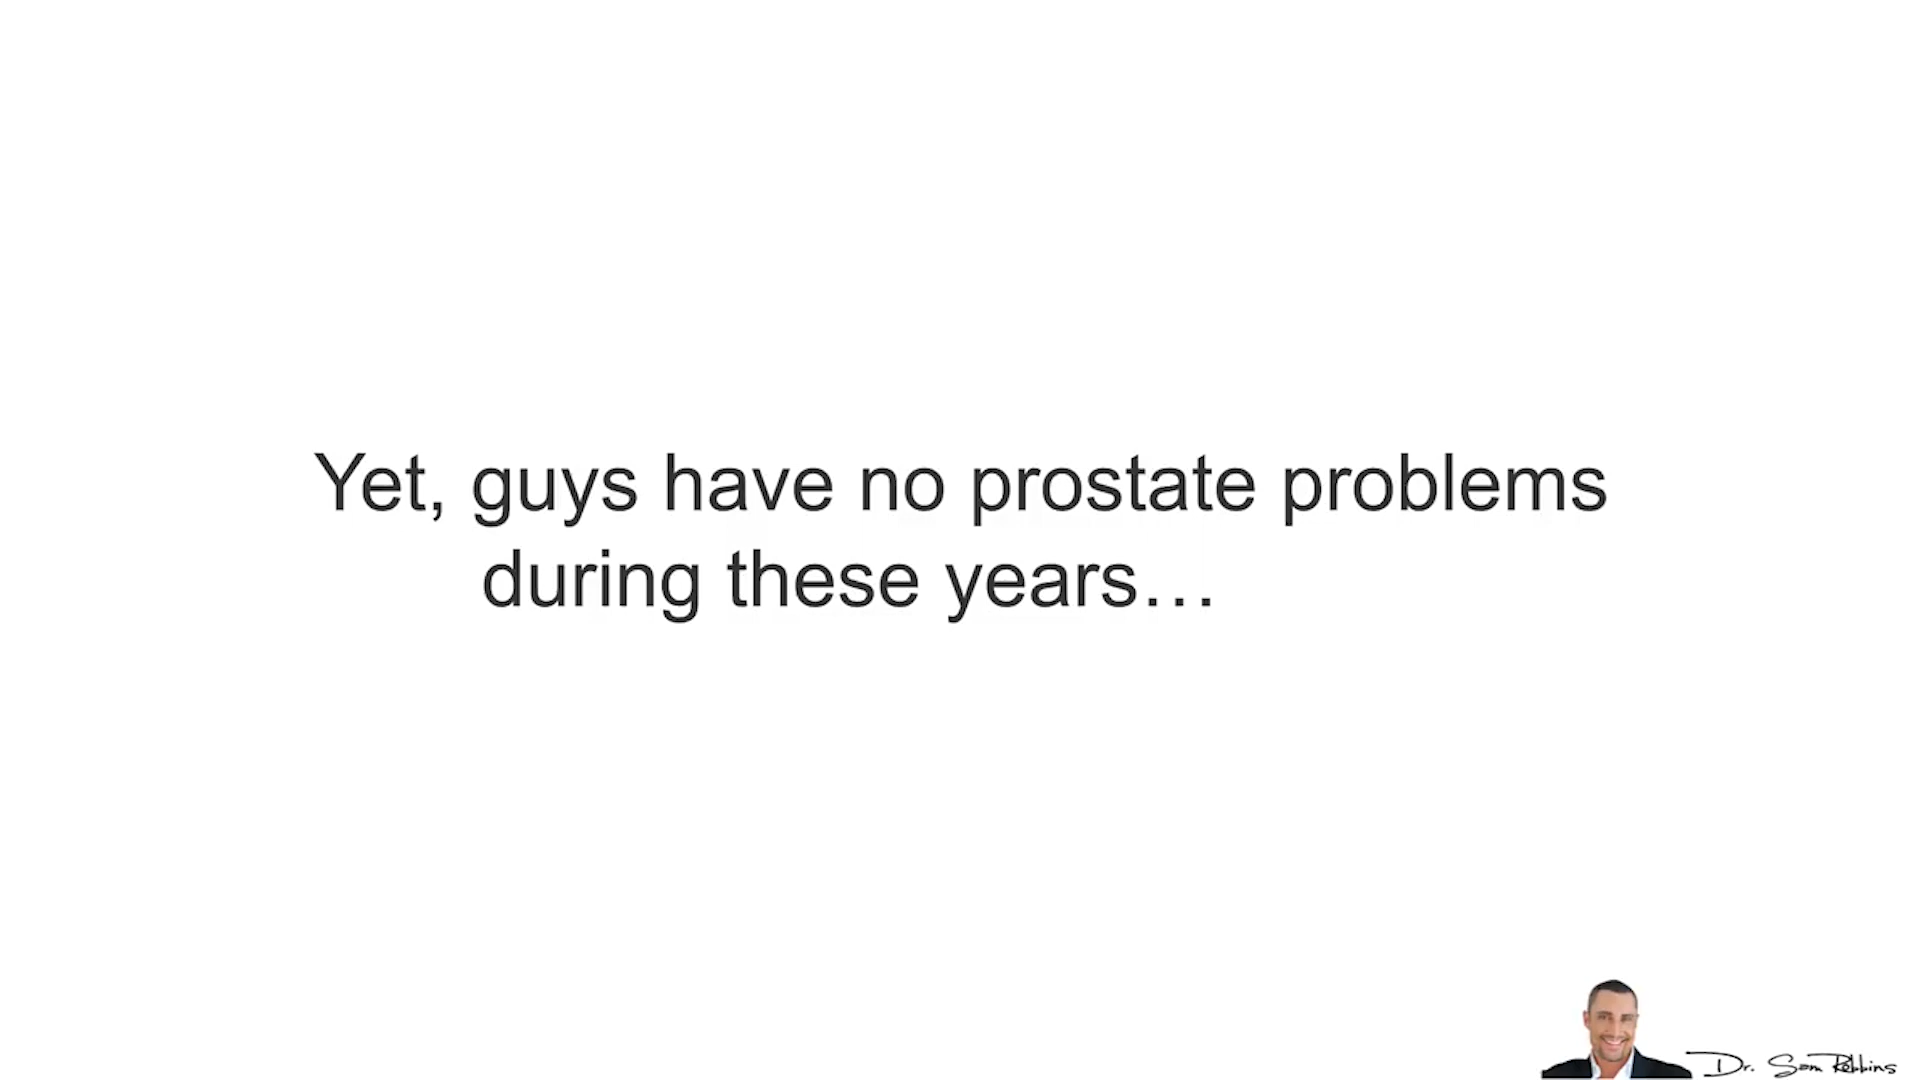 Yet, guys have no prostate problems
during these years…
Dr. Sam Robbins